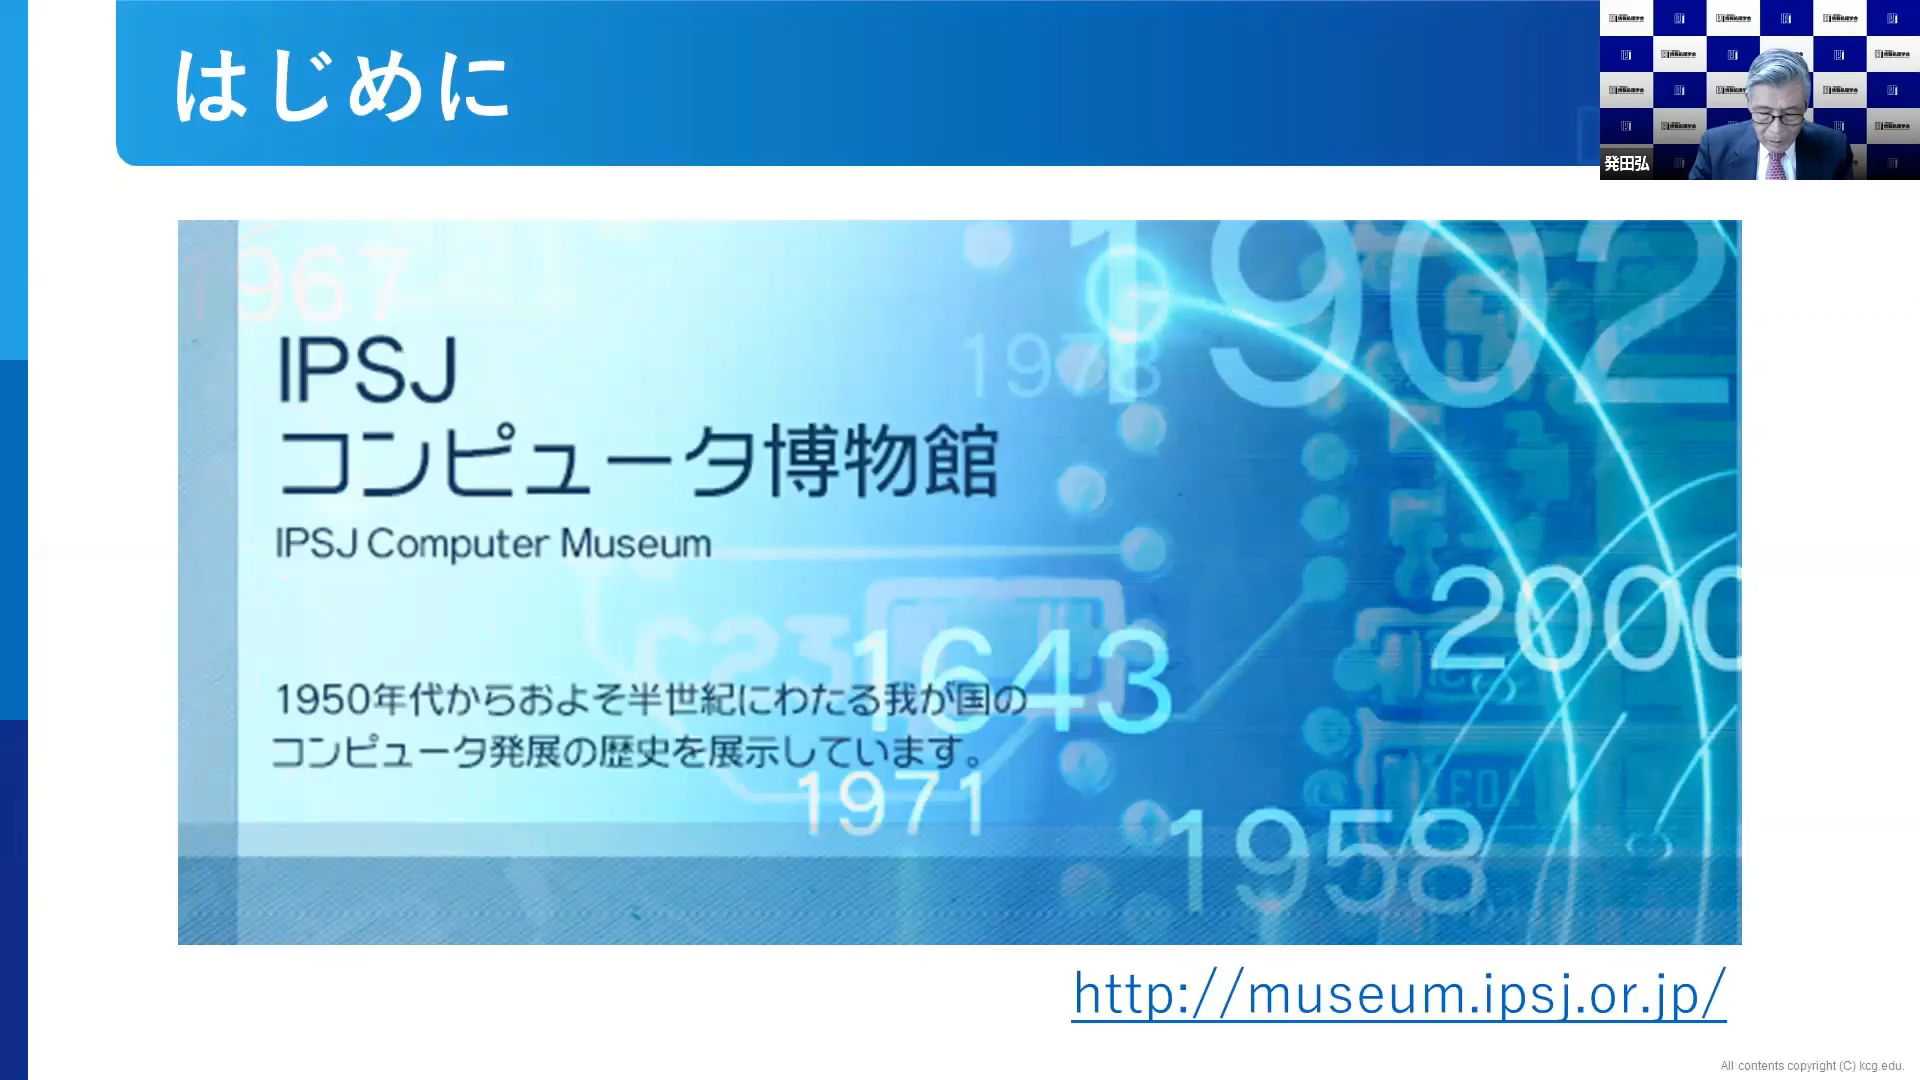 はじめに
発田弘
1967
1902
1978
IPSJ
コンピュータ博物館
IPSJ Computer Museum
2000
C23
1643
1950年代からおよそ半世紀にわたる我が国の
コンピュータ発展の歴史を展示しています。
1971
1958
http://museum.ipsj.or.jp/
All contents copyright (C) kcg.edu.